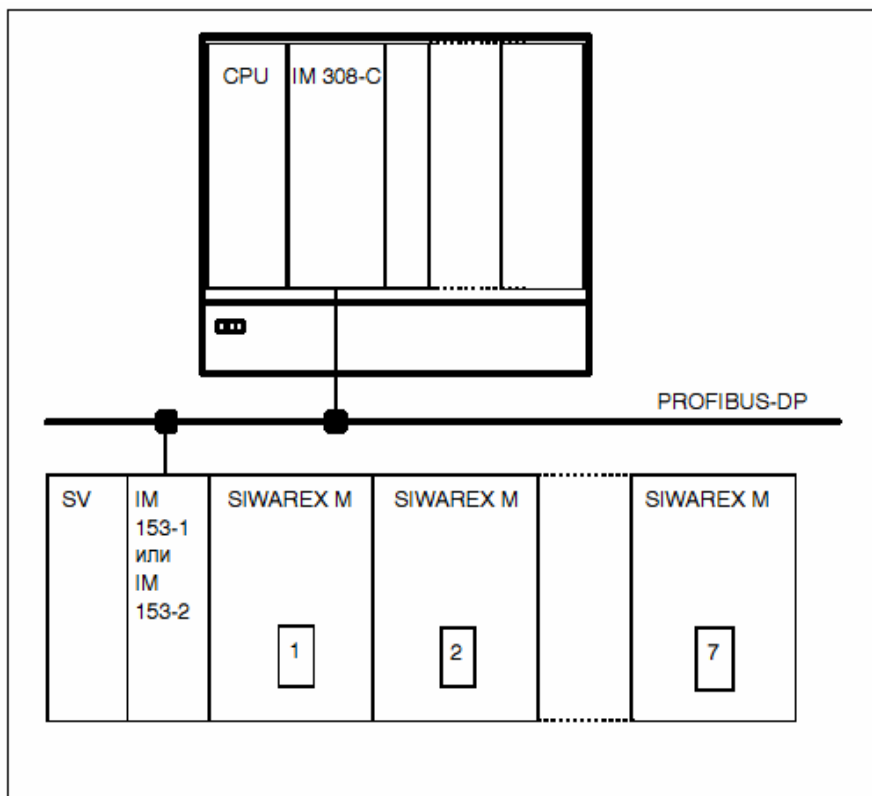 CPU
IM 308-C
PROFIBUS-DP
SV
IM
153-1
или
IM
153-2
SIWAREX M
1
SIWAREX M
2
SIWAREX M
7